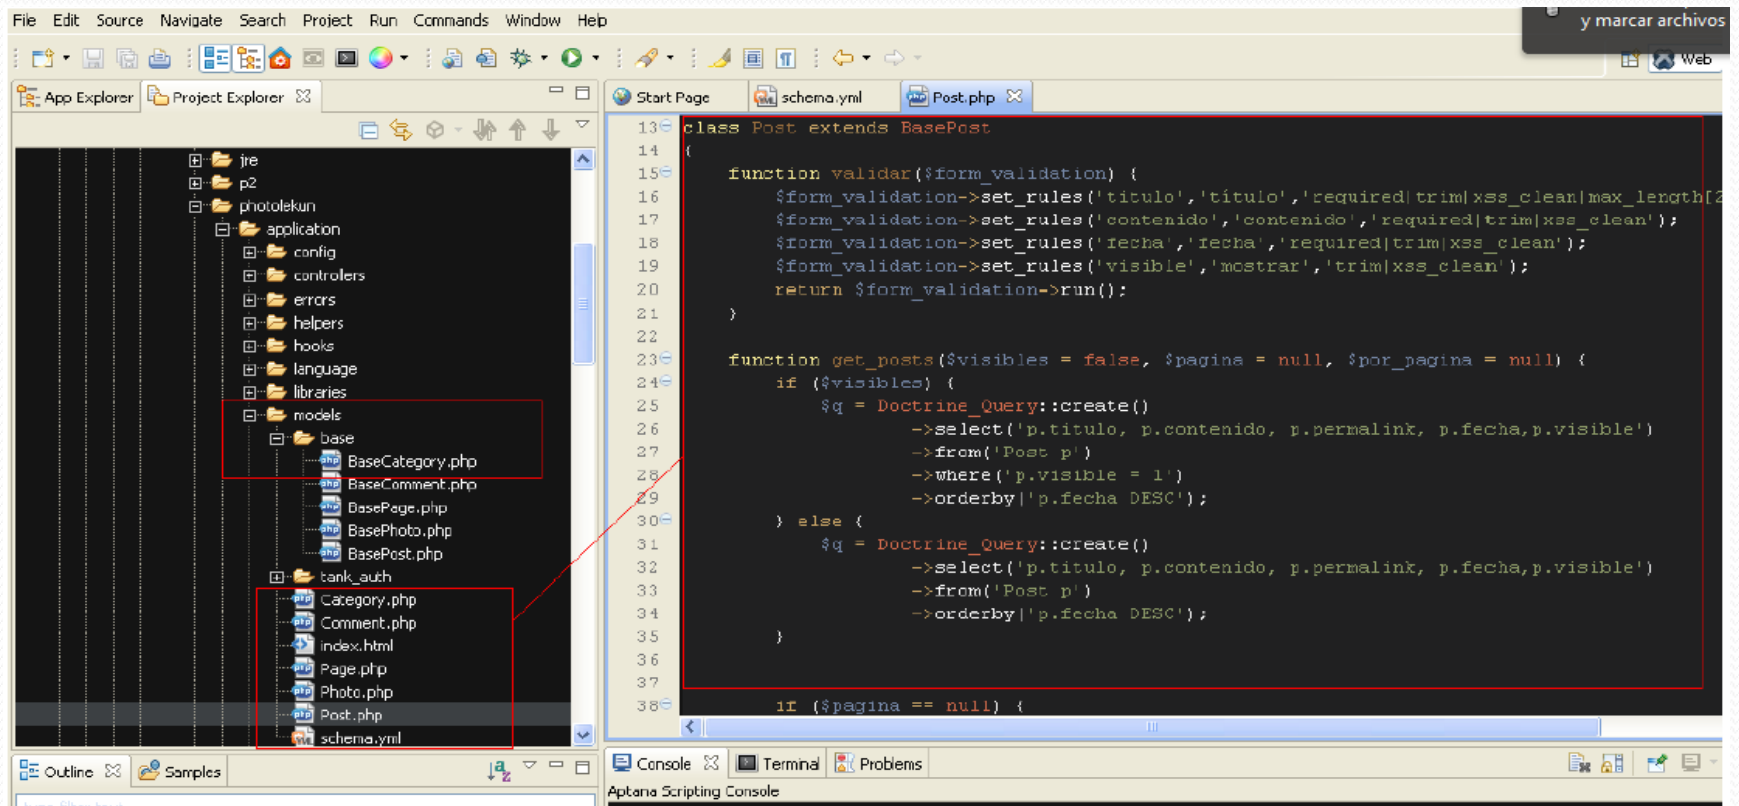 File Edit Source Navigate Search Project Run Commands Window Help
y marcar archivos
Web
App Explorer
Project Explorer
jre
p2
photolekun
application
config
controllers
errors
helpers
hooks
language
libraries
models
base
BaseCategory.php
BaseComment.php
BasePage.php
BasePhoto.php
BasePost.php
tank_auth
Category.php
Comment.php
index.html
Page.php
Photo.php
Post.php
schema.yml
Outline
Samples
Start Page
schema.yml
Post.php
13 class Post extends BasePost
14 {
15 function validar($form_validation) {
16 $form_validation->set_rules('titulo','título','required|trim|xss_clean|max_length[2
17 $form_validation->set_rules('contenido','contenido','required|trim|xss_clean');
18 $form_validation->set_rules('fecha','fecha','required|trim|xss_clean');
19 $form_validation->set_rules('visible','mostrar','trim|xss_clean');
20 return $form_validation->run();
21 }
22
23 function get_posts($visibles = false, $pagina = null, $por_pagina = null) {
24 if ($visibles) {
25 $q = Doctrine_Query::create()
26 ->select('p.titulo, p.contenido, p.permalink, p.fecha,p.visible')
27 ->from('Post p')
28 ->where('p.visible = 1')
29 ->orderby('p.fecha DESC');
30 } else {
31 $q = Doctrine_Query::create()
32 ->select('p.titulo, p.contenido, p.permalink, p.fecha,p.visible')
33 ->from('Post p')
34 ->orderby('p.fecha DESC');
35 }
36
37
38 if ($pagina == null) {
Console
Terminal
Problems
Aptana Scripting Console